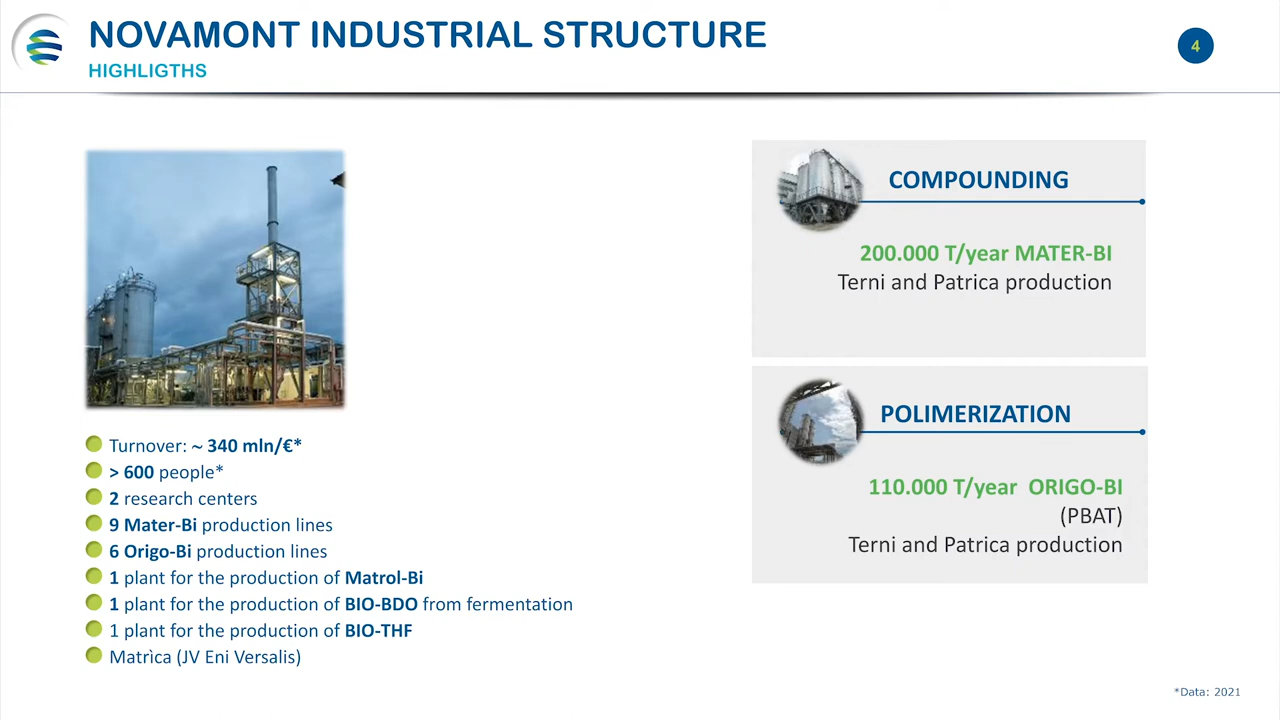 NOVAMONT INDUSTRIAL STRUCTURE
HIGHLIGTHS
4
Turnover: ~ 340 mln/€*
> 600 people*
2 research centers
9 Mater-Bi production lines
6 Origo-Bi production lines
1 plant for the production of Matrol-Bi
1 plant for the production of BIO-BDO from fermentation
1 plant for the production of BIO-THF
Matrìca (JV Eni Versalis)
COMPOUNDING
200.000 T/year MATER-BI
Terni and Patrica production
POLIMERIZATION
110.000 T/year ORIGO-BI
(PBAT)
Terni and Patrica production
*Data: 2021